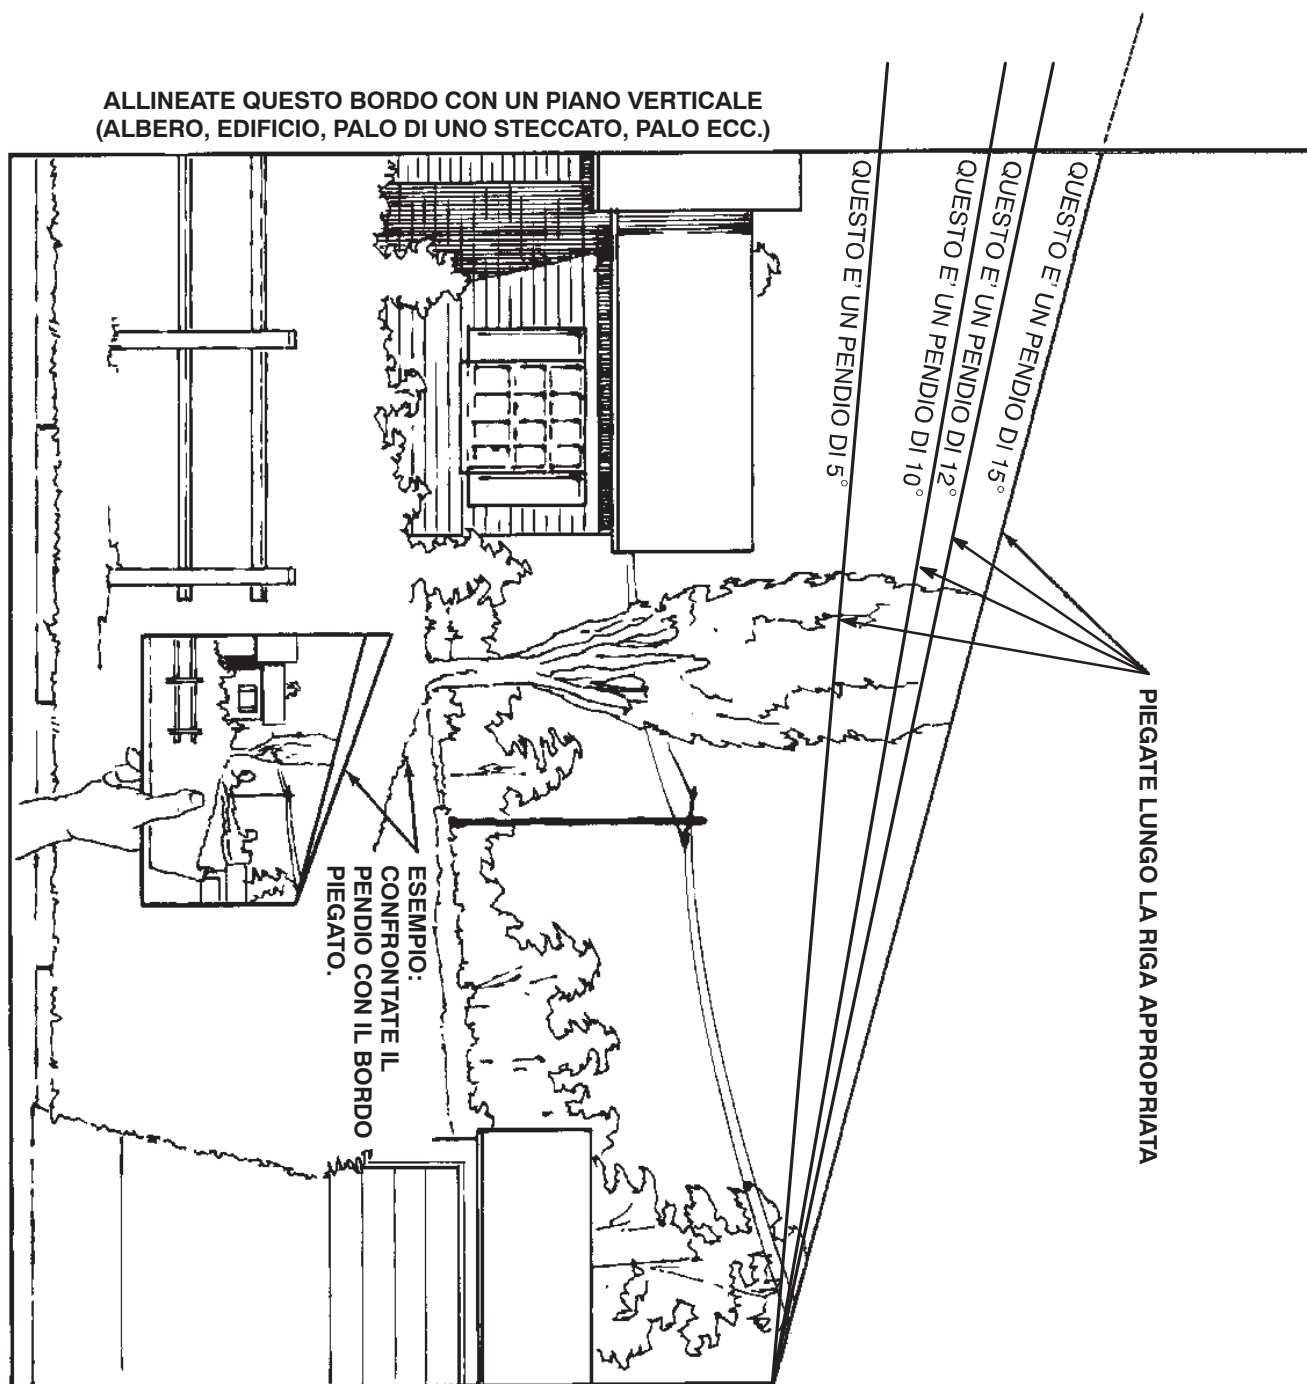 ALLINEATE QUESTO BORDO CON UN PIANO VERTICALE
(ALBERO, EDIFICIO, PALO DI UNO STECCATO, PALO ECC.)
QUESTO E' UN PENDIO DI 5°
QUESTO E' UN PENDIO DI 10°
QUESTO E' UN PENDIO DI 12°
QUESTO E' UN PENDIO DI 15°
PIEGATE LUNGO LA RIGA APPROPRIATA
ESEMPIO:
CONFRONTATE IL
PENDIO CON IL BORDO
PIEGATO.